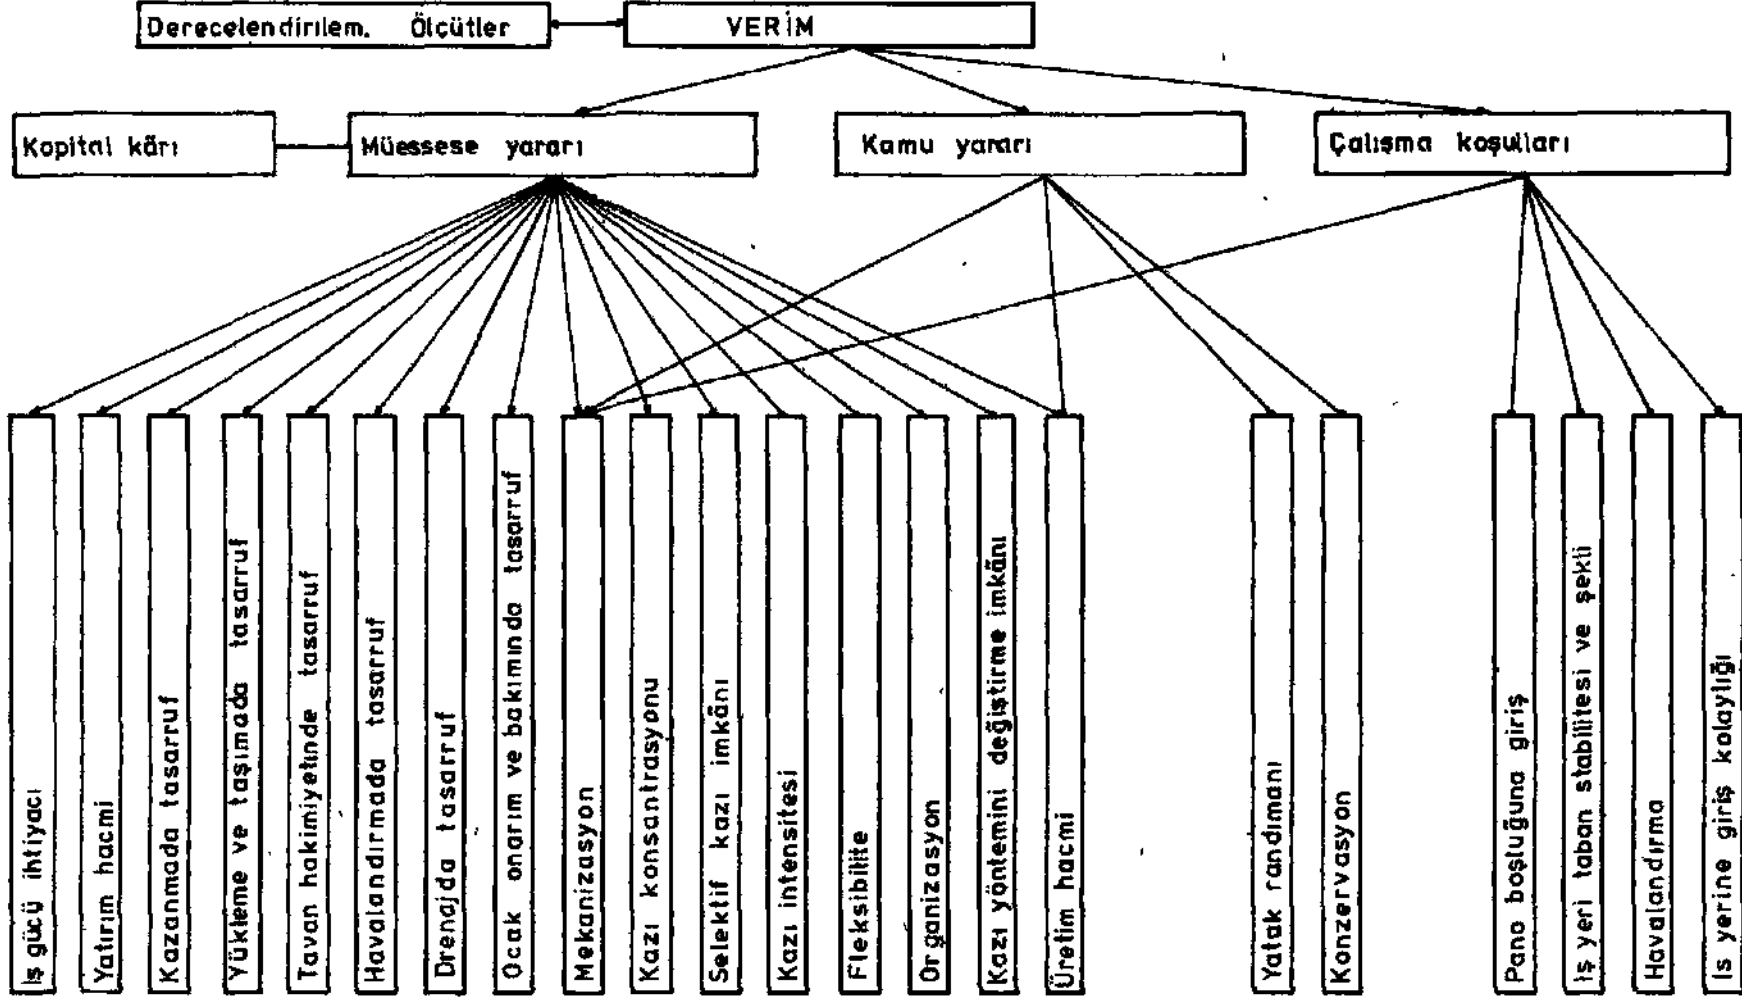 Derecelendirilem. Ölçütler
VERİM
Kapital kârı
Müessese yararı
Kamu yararı
Çalışma koşulları
İş gücü ihtiyacı
Yatırım hacmi
Kazanmada tasarruf
Yükleme ve taşımada tasarruf
Tavan hakimiyetinde tasarruf
Havalandırmada tasarruf
Drenajda tasarruf
Ocak onarım ve bakımında tasarruf
Mekanizasyon
Kazı konsantrasyonu
Selektif kazı imkânı
Kazı intensitesi
Fleksibilite
Organizasyon
Kazı yöntemini değiştirme imkânı
Üretim hacmi
Yatak randımanı
Konzervasyon
Pano boşluğuna giriş
İş yeri taban stabilitesi ve şekli
Havalandırma
İs yerine giriş kolaylığı